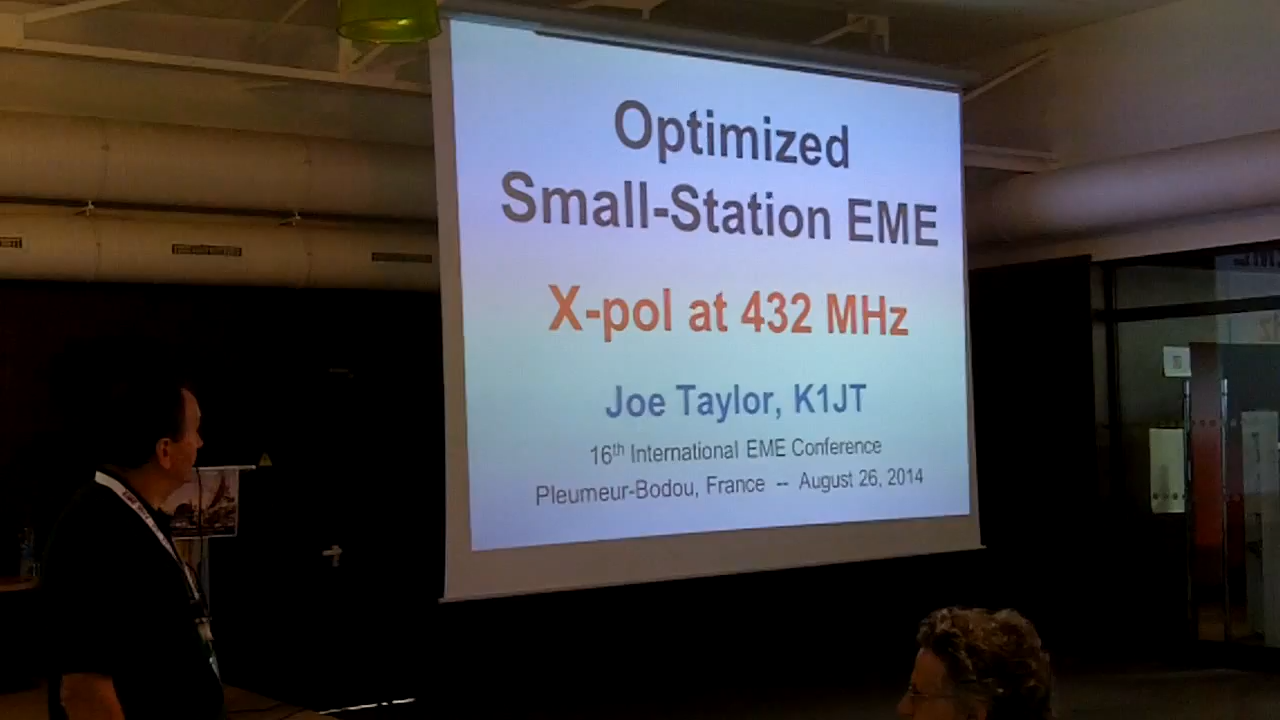 Optimized
Small-Station EME
X-pol at 432 MHz
Joe Taylor, K1JT
16th International EME Conference
Pleumeur-Bodou, France -- August 26, 2014